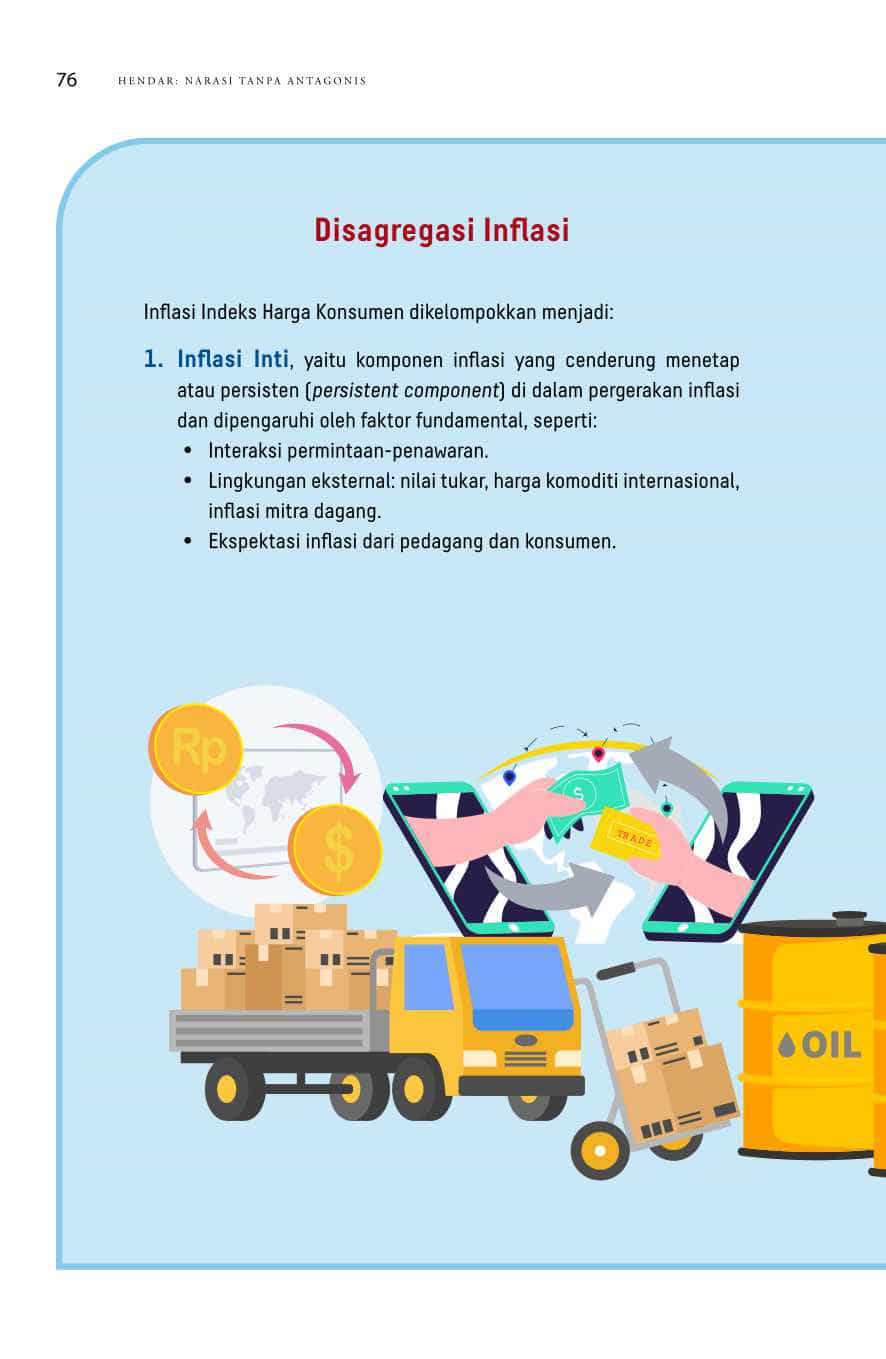 76 HENDAR: NARASI TANPA ANTAGONIS
Disagregasi Inflasi
Inflasi Indeks Harga Konsumen dikelompokkan menjadi:
1. Inflasi Inti, yaitu komponen inflasi yang cenderung menetap
atau persisten (persistent component) di dalam pergerakan inflasi
dan dipengaruhi oleh faktor fundamental, seperti:
• Interaksi permintaan-penawaran.
• Lingkungan eksternal: nilai tukar, harga komoditi internasional,
inflasi mitra dagang.
• Ekspektasi inflasi dari pedagang dan konsumen.
Rp
$
$
TRADE
OIL